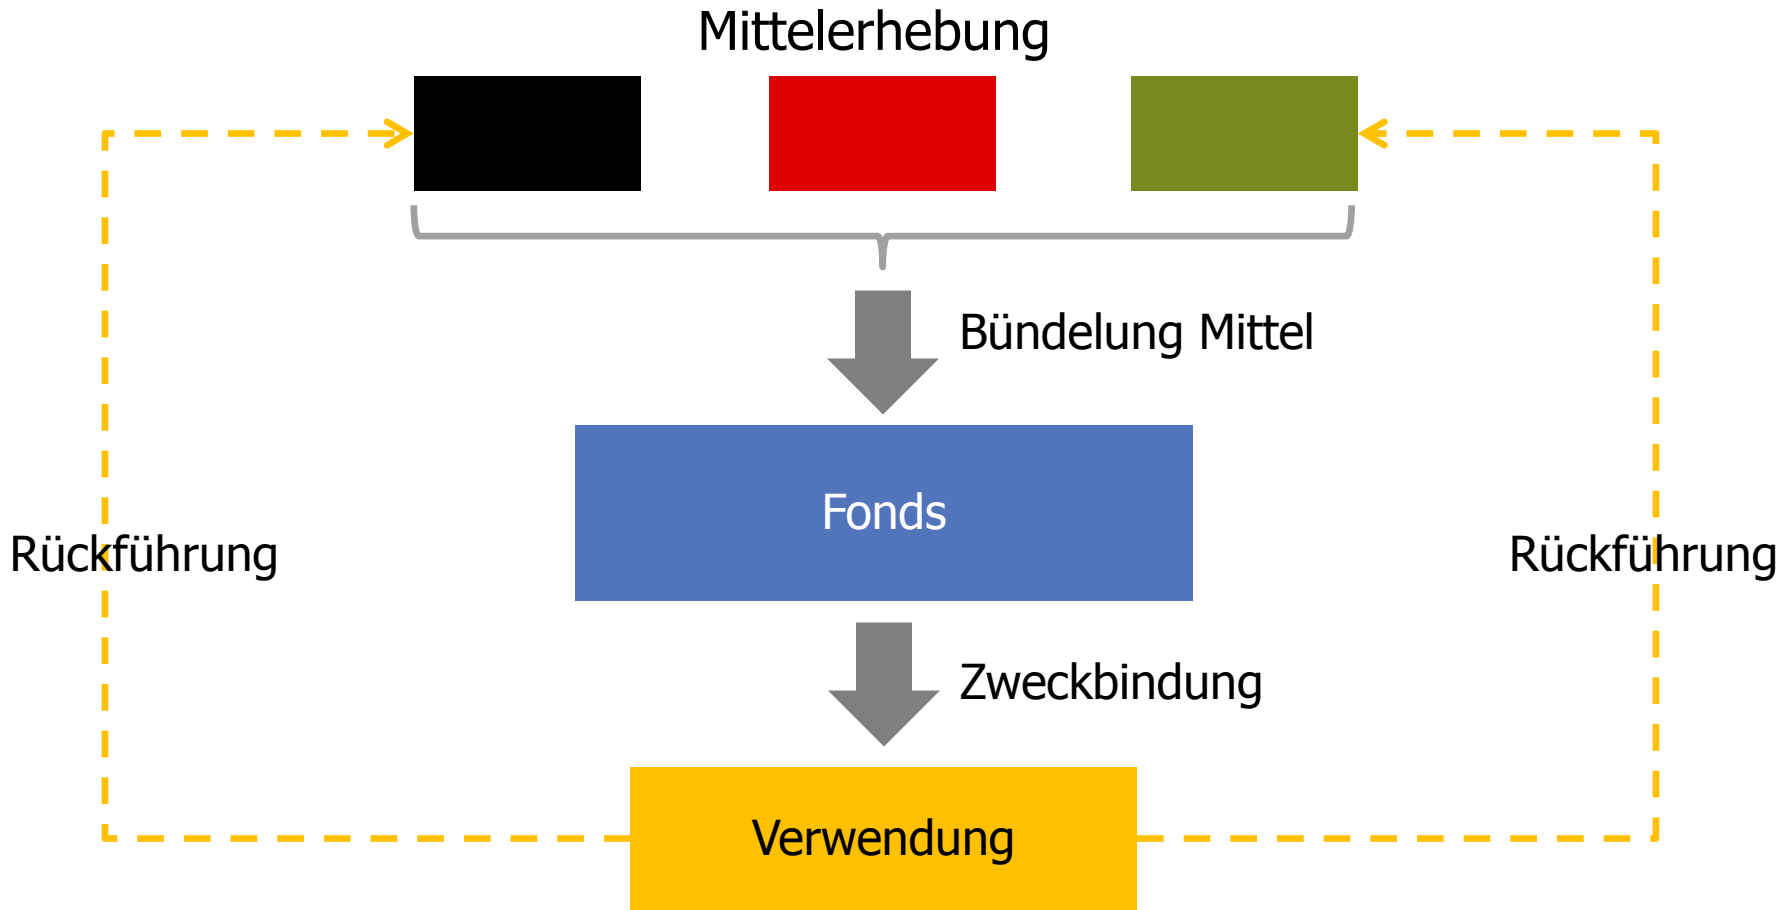 Mittelerhebung
Bündelung Mittel
Fonds
Rückführung
Rückführung
Zweckbindung
Verwendung